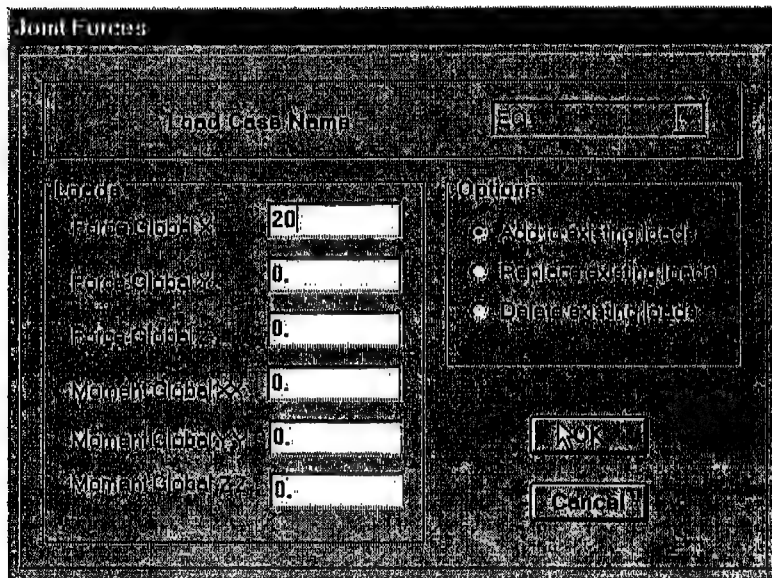 Joint Forces
Load Case Name
EQ
Loads
Force Global X
20
Force Global Y
0.
Force Global Z
0.
Moment Global XX
0.
Moment Global YY
0.
Moment Global ZZ
0.
Options
Add to existing loads
Replace existing loads
Delete existing loads
OK
Cancel